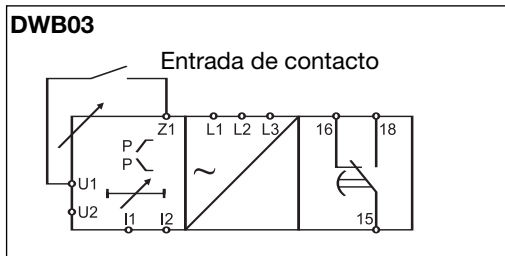 DWB03
Entrada de contacto
Z1 L1 L2 L3 16 18
P
P
~
U1
U2
I1 I2 15